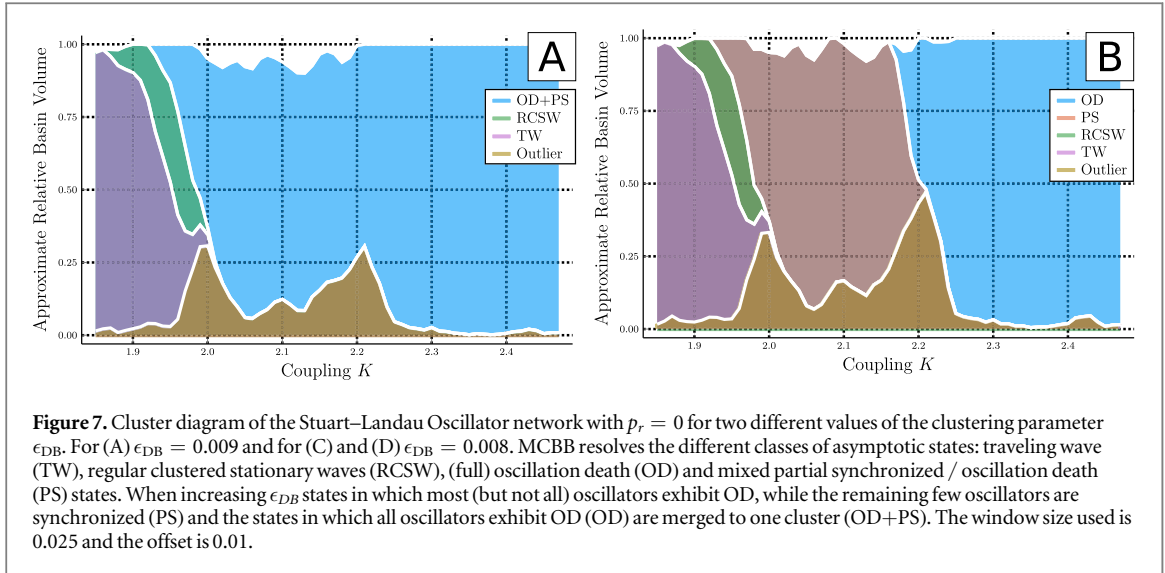 A
Approximate Relative Basin Volume
1.00
0.75
0.50
0.25
0.00
1.9 2.0 2.1 2.2 2.3 2.4
Coupling K
OD+PS
RCSW
TW
Outlier
B
Approximate Relative Basin Volume
1.00
0.75
0.50
0.25
0.00
1.9 2.0 2.1 2.2 2.3 2.4
Coupling K
OD
PS
RCSW
TW
Outlier
Figure 7. Cluster diagram of the Stuart–Landau Oscillator network with pᵣ = 0 for two different values of the clustering parameter
ϵDB. For (A) ϵDB = 0.009 and for (C) and (D) ϵDB = 0.008. MCBB resolves the different classes of asymptotic states: traveling wave
(TW), regular clustered stationary waves (RCSW), (full) oscillation death (OD) and mixed partial synchronized / oscillation death
(PS) states. When increasing ϵDB states in which most (but not all) oscillators exhibit OD, while the remaining few oscillators are
synchronized (PS) and the states in which all oscillators exhibit OD (OD) are merged to one cluster (OD+PS). The window size used is
0.025 and the offset is 0.01.